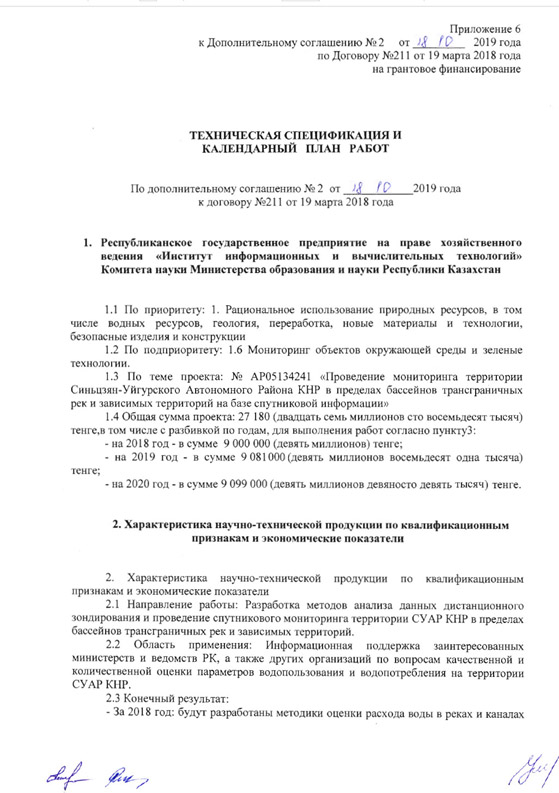 Приложение 6
к Дополнительному соглашению № 2 от 18 10 2019 года
по Договору №211 от 19 марта 2018 года
на грантовое финансирование
ТЕХНИЧЕСКАЯ СПЕЦИФИКАЦИЯ И
КАЛЕНДАРНЫЙ ПЛАН РАБОТ
По дополнительному соглашению № 2 от 18 10 2019 года
к договору №211 от 19 марта 2018 года
1. Республиканское государственное предприятие на праве хозяйственного
ведения «Институт информационных и вычислительных технологий»
Комитета науки Министерства образования и науки Республики Казахстан
1.1 По приоритету: 1. Рациональное использование природных ресурсов, в том
числе водных ресурсов, геология, переработка, новые материалы и технологии,
безопасные изделия и конструкции
1.2 По подприоритету: 1.6 Мониторинг объектов окружающей среды и зеленые
технологии.
1.3 По теме проекта: № АР05134241 «Проведение мониторинга территории
Синьцзян-Уйгурского Автономного Района КНР в пределах бассейнов трансграничных
рек и зависимых территорий на базе спутниковой информации»
1.4 Общая сумма проекта: 27 180 (двадцать семь миллионов сто восемьдесят тысяч)
тенге,в том числе с разбивкой по годам, для выполнения работ согласно пункту3:
- на 2018 год - в сумме 9 000 000 (девять миллионов) тенге;
- на 2019 год - в сумме 9 081000 (девять миллионов восемьдесят одна тысяча)
тенге;
- на 2020 год - в сумме 9 099 000 (девять миллионов девяносто девять тысяч) тенге.
2. Характеристика научно-технической продукции по квалификационным
признакам и экономические показатели
2. Характеристика научно-технической продукции по квалификационным
признакам и экономические показатели
2.1 Направление работы: Разработка методов анализа данных дистанционного
зондирования и проведение спутникового мониторинга территории СУАР КНР в пределах
бассейнов трансграничных рек и зависимых территорий.
2.2 Область применения: Информационная поддержка заинтересованных
министерств и ведомств РК, а также других организаций по вопросам качественной и
количественной оценки параметров водопользования и водопотребления на территории
СУАР КНР.
2.3 Конечный результат:
- За 2018 год: будут разработаны методики оценки расхода воды в реках и каналах